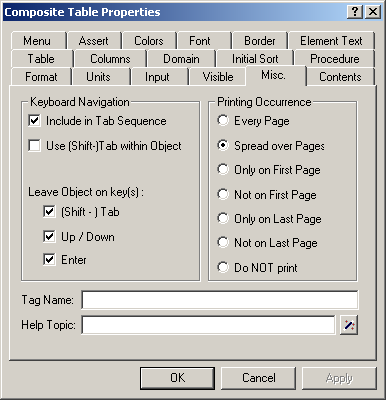 Composite Table Properties
Menu Assert Colors Font Border Element Text
Table Columns Domain Initial Sort Procedure
Format Units Input Visible Misc. Contents
Keyboard Navigation
Include in Tab Sequence
Use (Shift-)Tab within Object
Leave Object on key(s) :
(Shift - ) Tab
Up / Down
Enter
Printing Occurrence
Every Page
Spread over Pages
Only on First Page
Not on First Page
Only on Last Page
Not on Last Page
Do NOT print
Tag Name:
Help Topic:
OK Cancel Apply